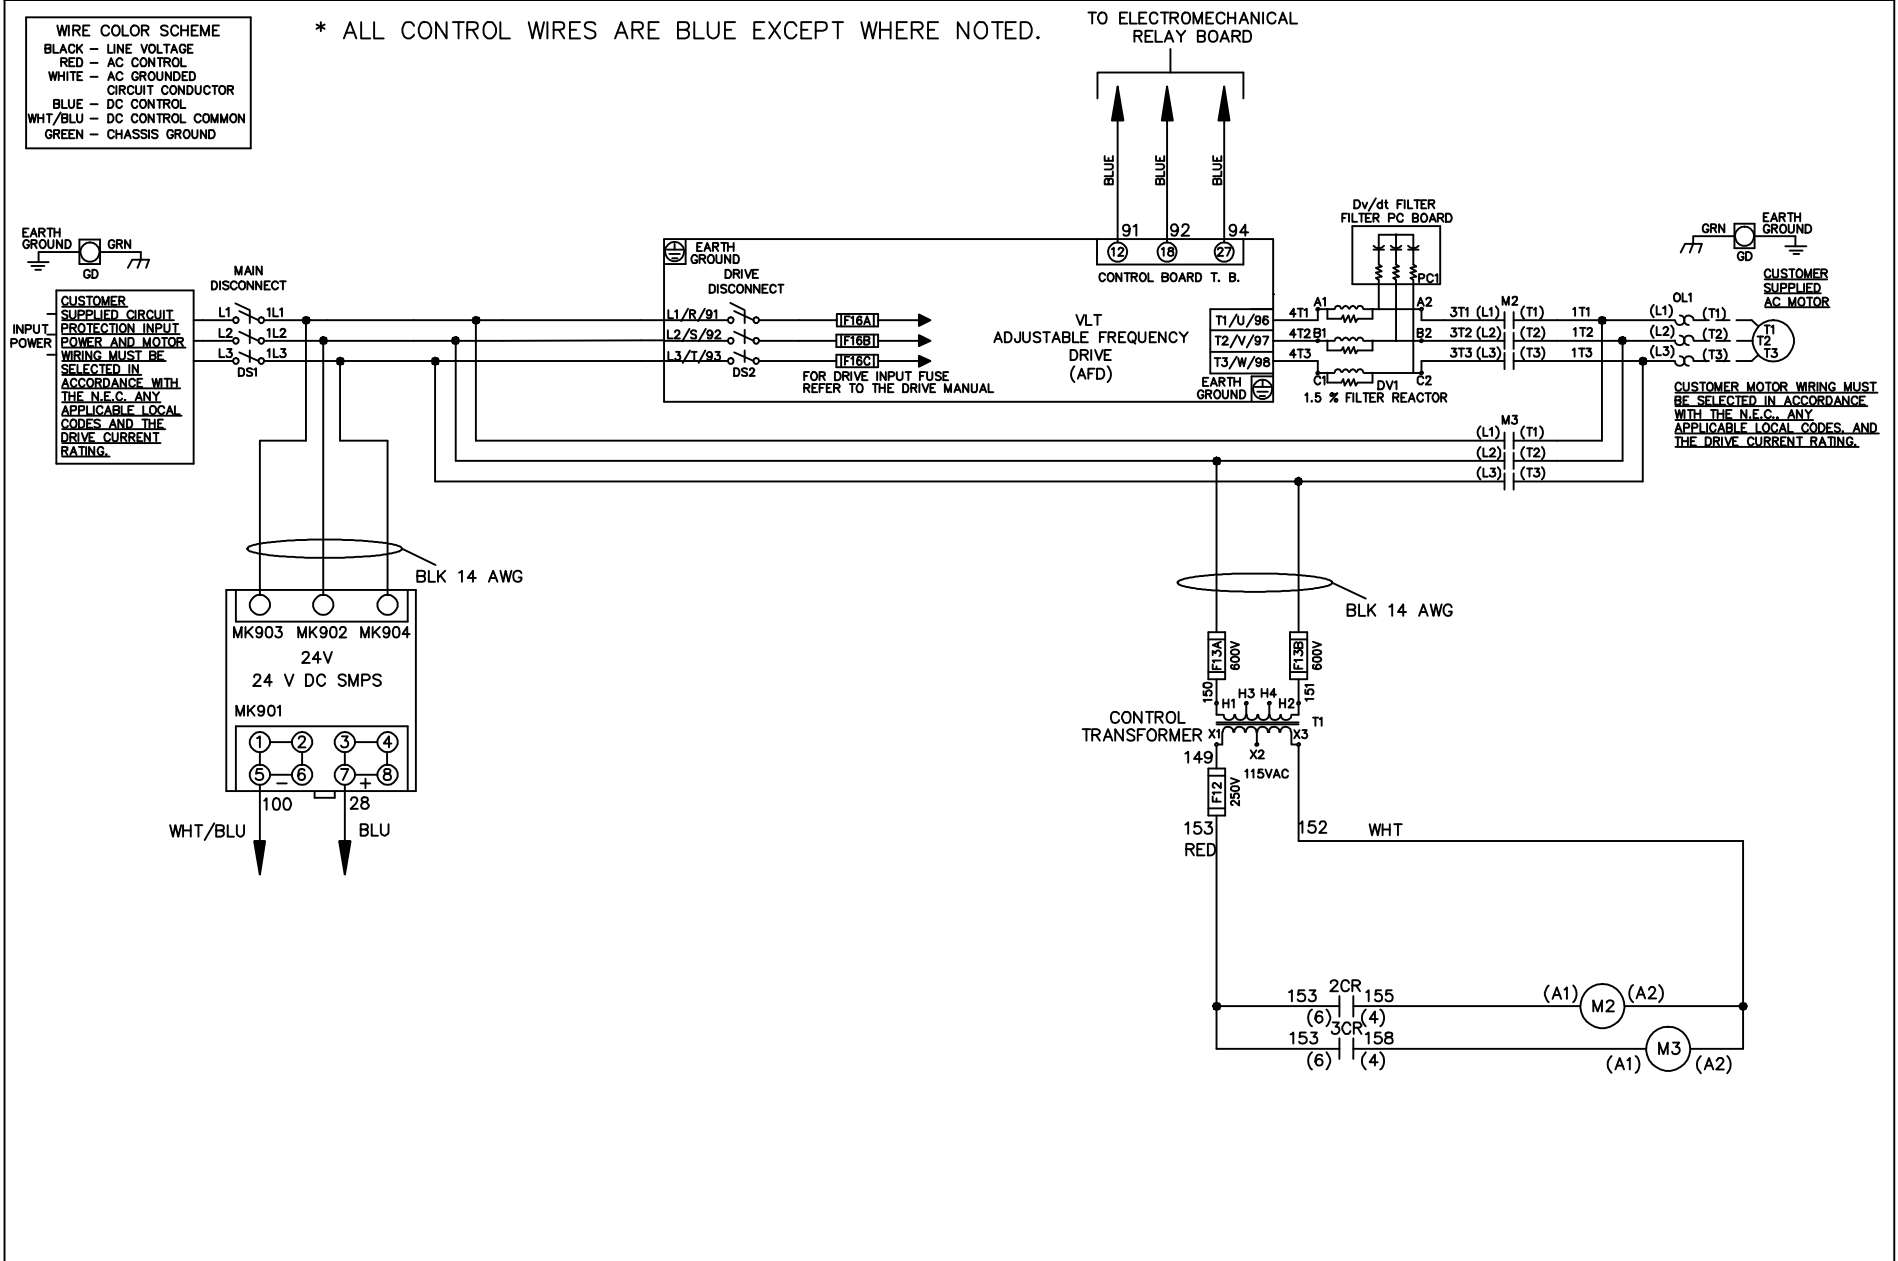 WIRE COLOR SCHEME
BLACK – LINE VOLTAGE
RED – AC CONTROL
WHITE – AC GROUNDED
CIRCUIT CONDUCTOR
BLUE – DC CONTROL
WHT/BLU – DC CONTROL COMMON
GREEN – CHASSIS GROUND
* ALL CONTROL WIRES ARE BLUE EXCEPT WHERE NOTED.
TO ELECTROMECHANICAL
RELAY BOARD
BLUE
BLUE
BLUE
91 92 94
12 18 27
CONTROL BOARD T. B.
EARTH
GROUND
GRN
GD
MAIN
DISCONNECT
L1 1L1
L2 1L2
L3 1L3
DS1
INPUT
POWER
CUSTOMER
SUPPLIED CIRCUIT
PROTECTION INPUT
POWER AND MOTOR
WIRING MUST BE
SELECTED IN
ACCORDANCE WITH
THE N.E.C. ANY
APPLICABLE LOCAL
CODES AND THE
DRIVE CURRENT
RATING.
EARTH
GROUND
DRIVE
DISCONNECT
L1/R/91
L2/S/92
L3/T/93
DS2
F16A
F16B
F16C
FOR DRIVE INPUT FUSE
REFER TO THE DRIVE MANUAL
VLT
ADJUSTABLE FREQUENCY
DRIVE
(AFD)
T1/U/96
T2/V/97
T3/W/98
EARTH
GROUND
Dv/dt FILTER
FILTER PC BOARD
PC1
4T1 A1 A2 3T1 (L1) M2 (T1) 1T1
4T2 B1 B2 3T2 (L2) (T2) 1T2
4T3 C1 C2 3T3 (L3) (T3) 1T3
DV1
1.5 % FILTER REACTOR
GRN
EARTH
GROUND
GD
CUSTOMER
SUPPLIED
AC MOTOR
OL1
(L1) (T1) T1
(L2) (T2) T2
(L3) (T3) T3
CUSTOMER MOTOR WIRING MUST
BE SELECTED IN ACCORDANCE
WITH THE N.E.C., ANY
APPLICABLE LOCAL CODES, AND
THE DRIVE CURRENT RATING.
M3
(L1) (T1)
(L2) (T2)
(L3) (T3)
BLK 14 AWG
MK903 MK902 MK904
24V
24 V DC SMPS
MK901
1 2 3 4
5 – 6 7 + 8
100 28
WHT/BLU BLU
BLK 14 AWG
F13A 600V F13B 600V
150 151
H1 H3 H4 H2
CONTROL
TRANSFORMER
T1
X1 X2 X3
149
115VAC
F12 250V
153 152 WHT
RED
153 2CR 155 (A1) M2 (A2)
(6) (4)
153 3CR 158 M3
(6) (4) (A1) (A2)